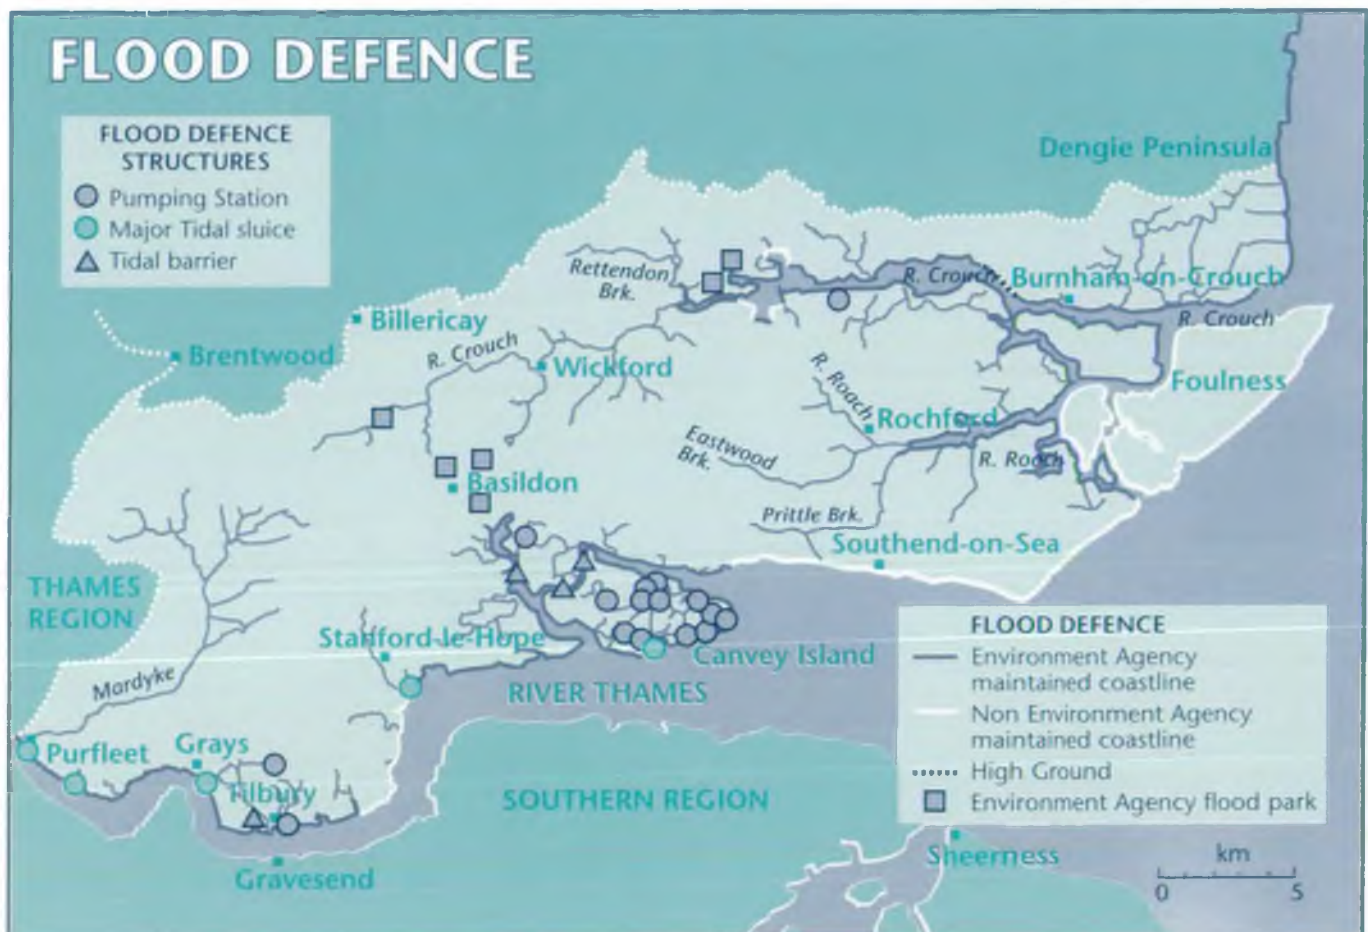 FLOOD DEFENCE
FLOOD DEFENCE
STRUCTURES
Pumping Station
Major Tidal sluice
Tidal barrier
Dengie Peninsula
Rettendon
Brk.
R. Crouch
Burnham-on-Crouch
R. Crouch
Billericay
Brentwood
R. Crouch
Wickford
Foulness
R. Roach
Rochford
Eastwood
Brk.
R. Roach
Basildon
Prittle Brk.
Southend-on-Sea
THAMES
REGION
Stanford-le-Hope
Canvey Island
Mardyke
RIVER THAMES
Purfleet
Grays
Tilbury
SOUTHERN REGION
Gravesend
Sheerness
FLOOD DEFENCE
Environment Agency
maintained coastline
Non Environment Agency
maintained coastline
High Ground
Environment Agency flood park
km
0 5